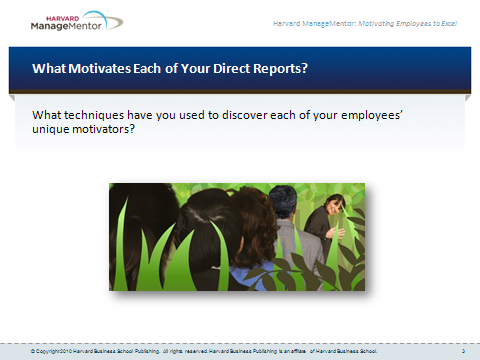 HARVARD
ManageMentor
Harvard ManageMentor: Motivating Employees to Excel
What Motivates Each of Your Direct Reports?
What techniques have you used to discover each of your employees’
unique motivators?
© Copyright 2010 Harvard Business School Publishing. All rights reserved. Harvard Business Publishing is an affiliate of Harvard Business School.
3